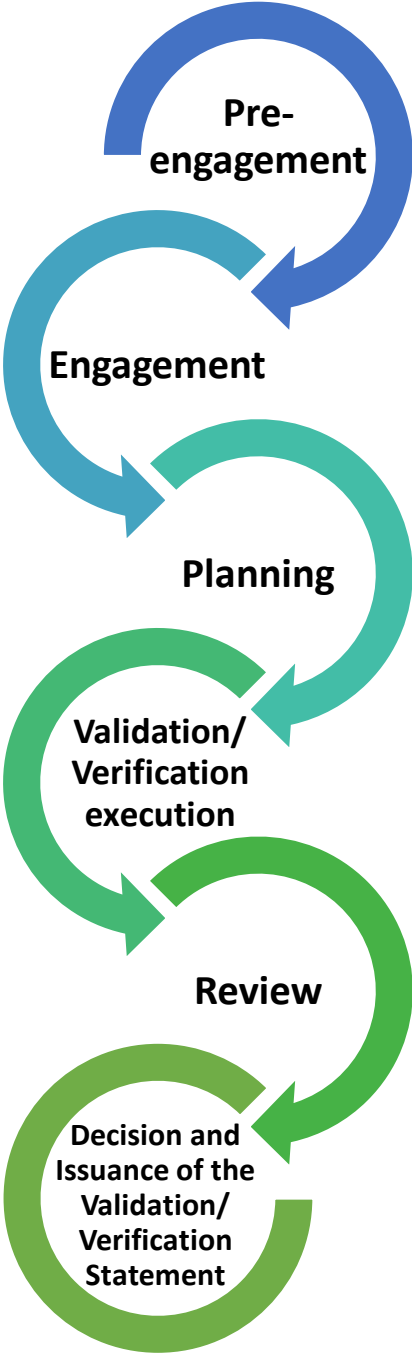 Pre-
engagement
Engagement
Planning
Validation/
Verification
execution
Review
Decision and
Issuance of the
Validation/
Verification
Statement